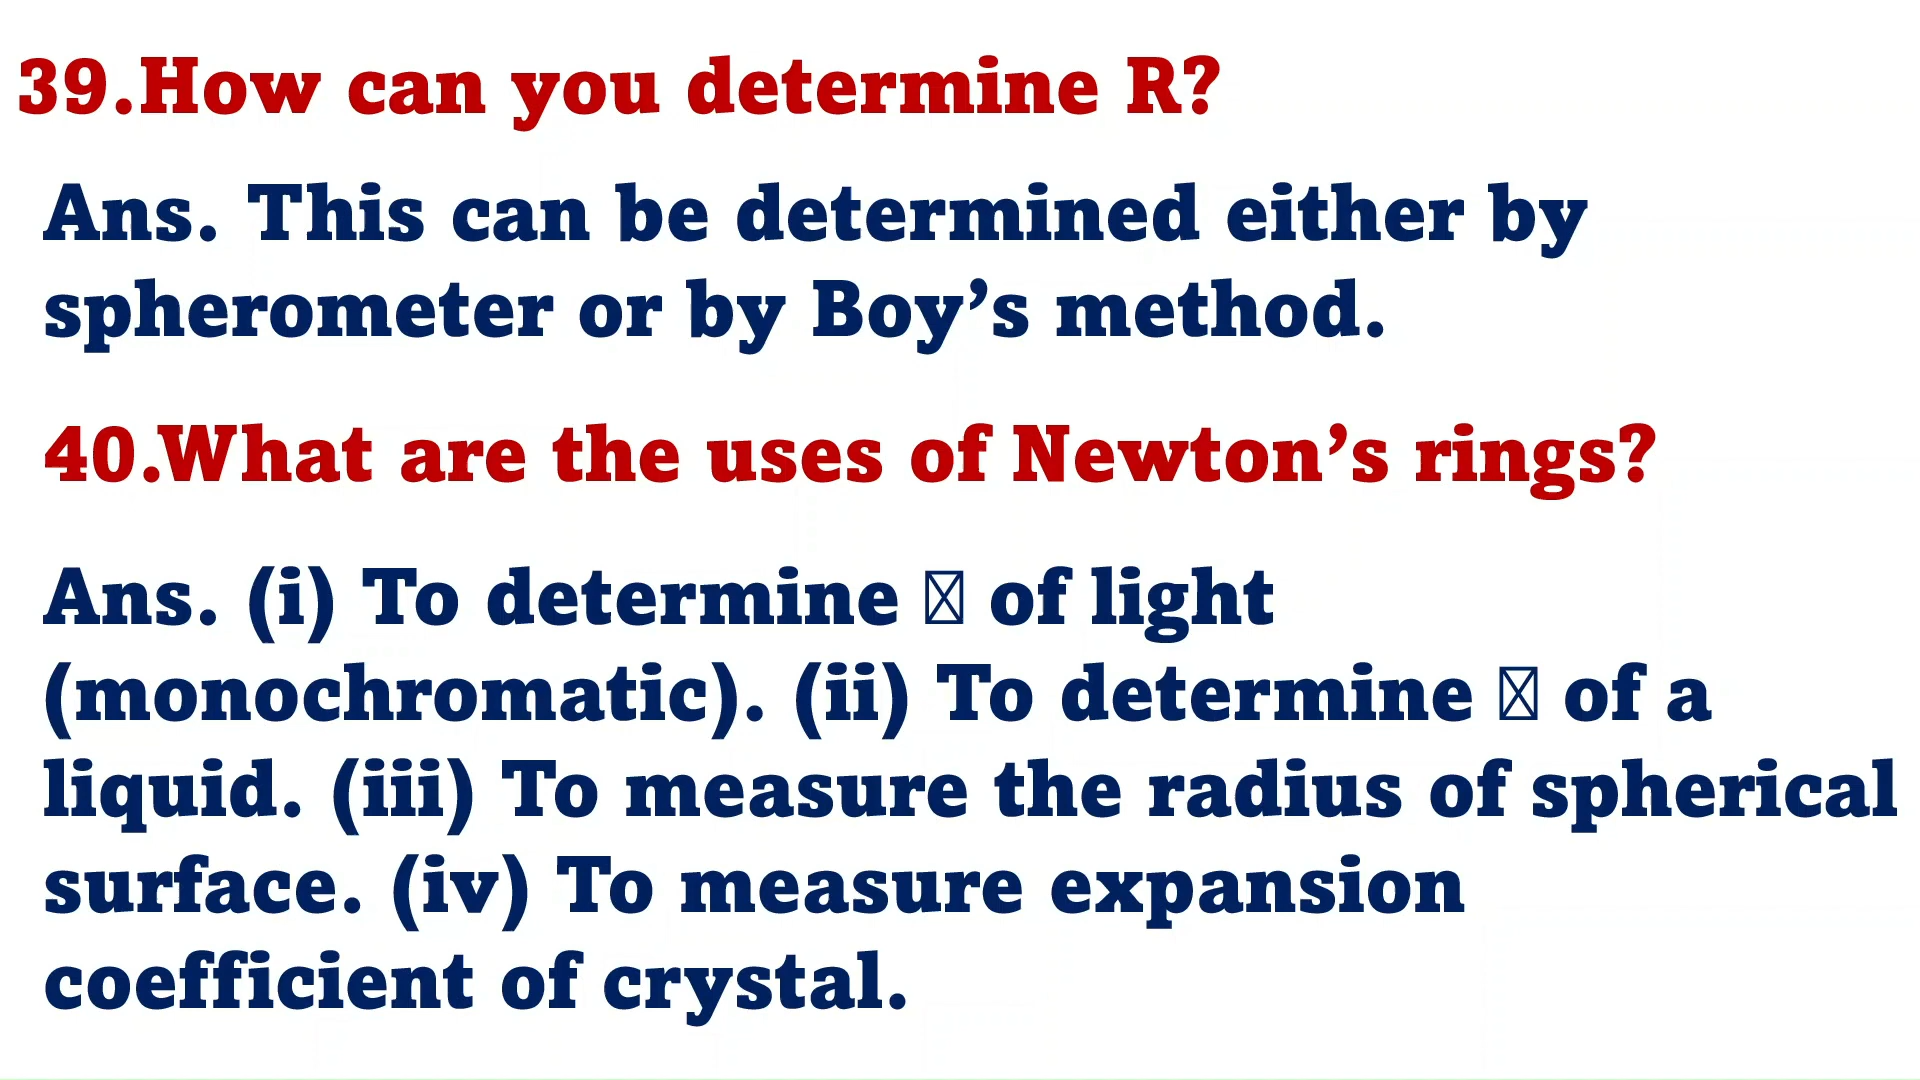 39.How can you determine R?
Ans. This can be determined either by
spherometer or by Boy’s method.
40.What are the uses of Newton’s rings?
Ans. (i) To determine  of light
(monochromatic). (ii) To determine  of a
liquid. (iii) To measure the radius of spherical
surface. (iv) To measure expansion
coefficient of crystal.